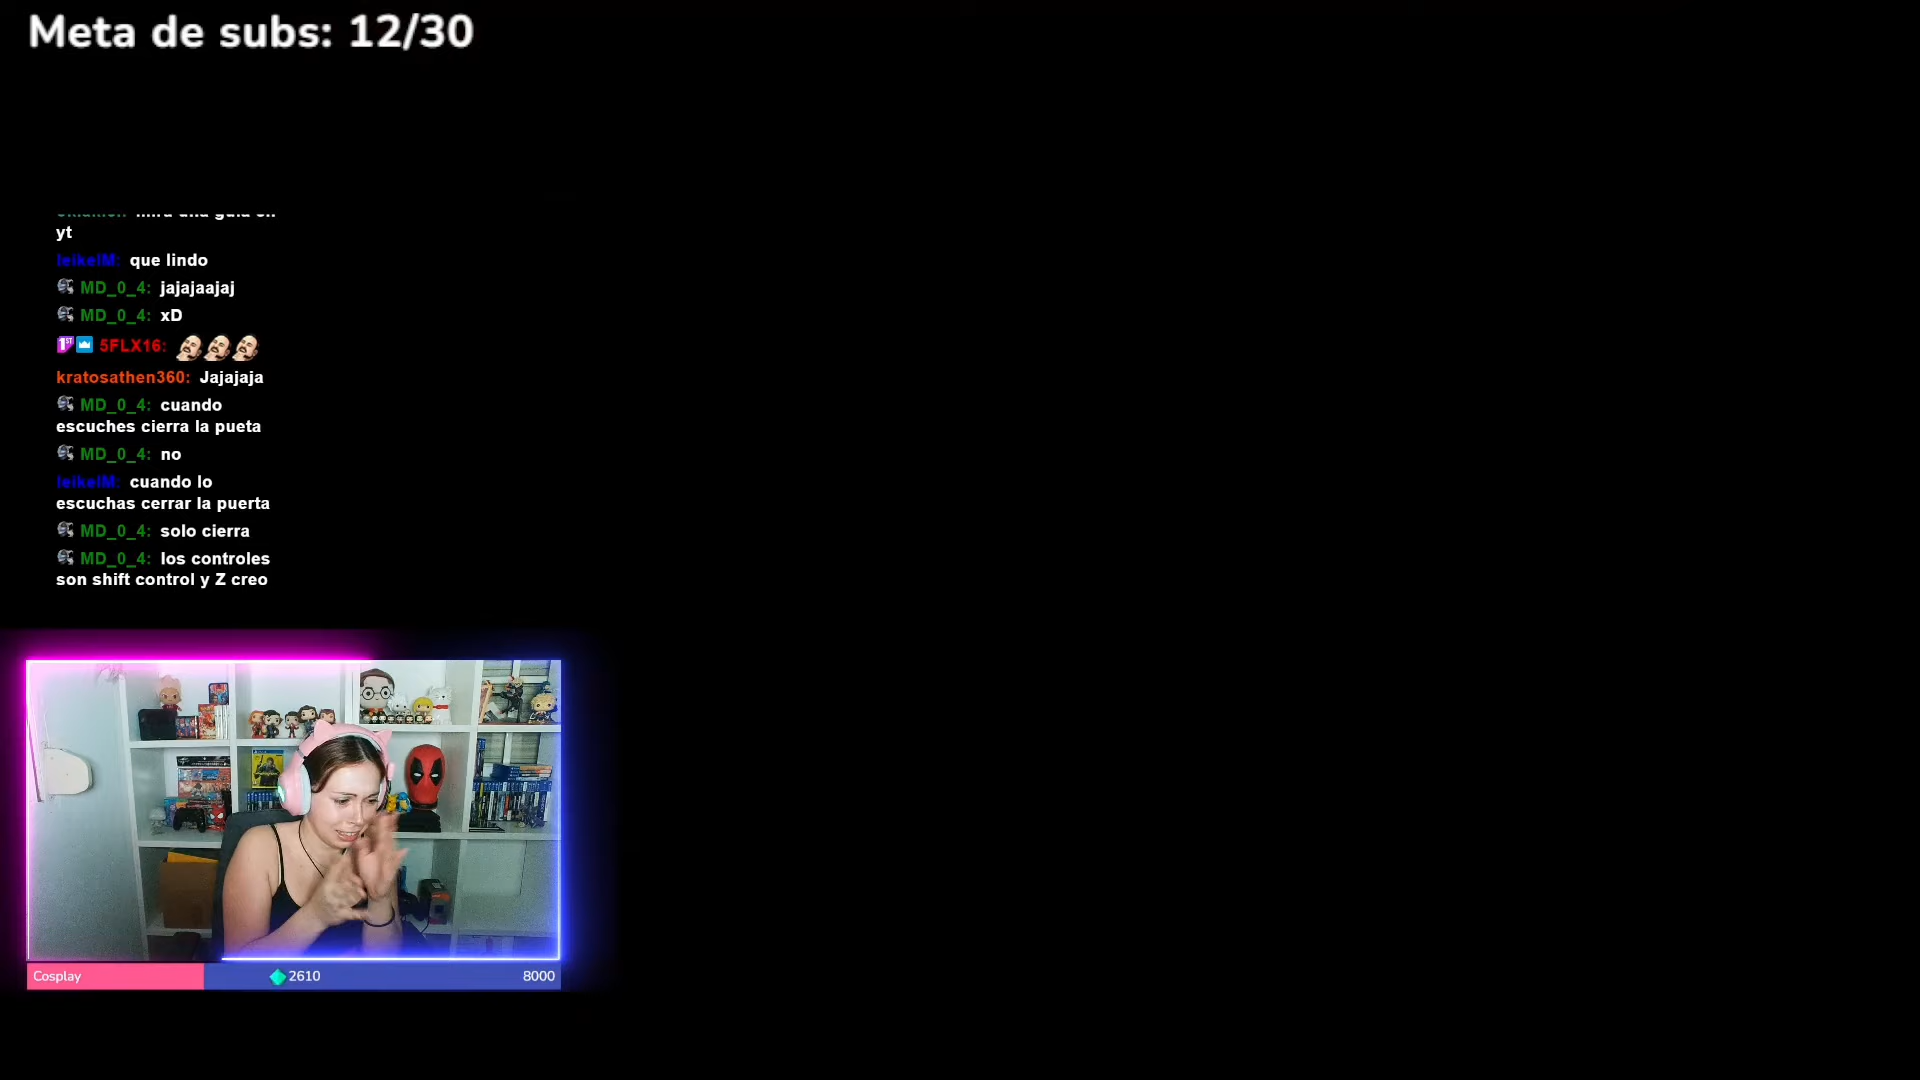 Meta de subs: 12/30
yt
leikelM: que lindo
MD_0_4: jajajaajaj
MD_0_4: xD
5FLX16:
kratosathen360: Jajajaja
MD_0_4: cuando
escuches cierra la pueta
MD_0_4: no
leikelM: cuando lo
escuchas cerrar la puerta
MD_0_4: solo cierra
MD_0_4: los controles
son shift control y Z creo
Cosplay 2610 8000